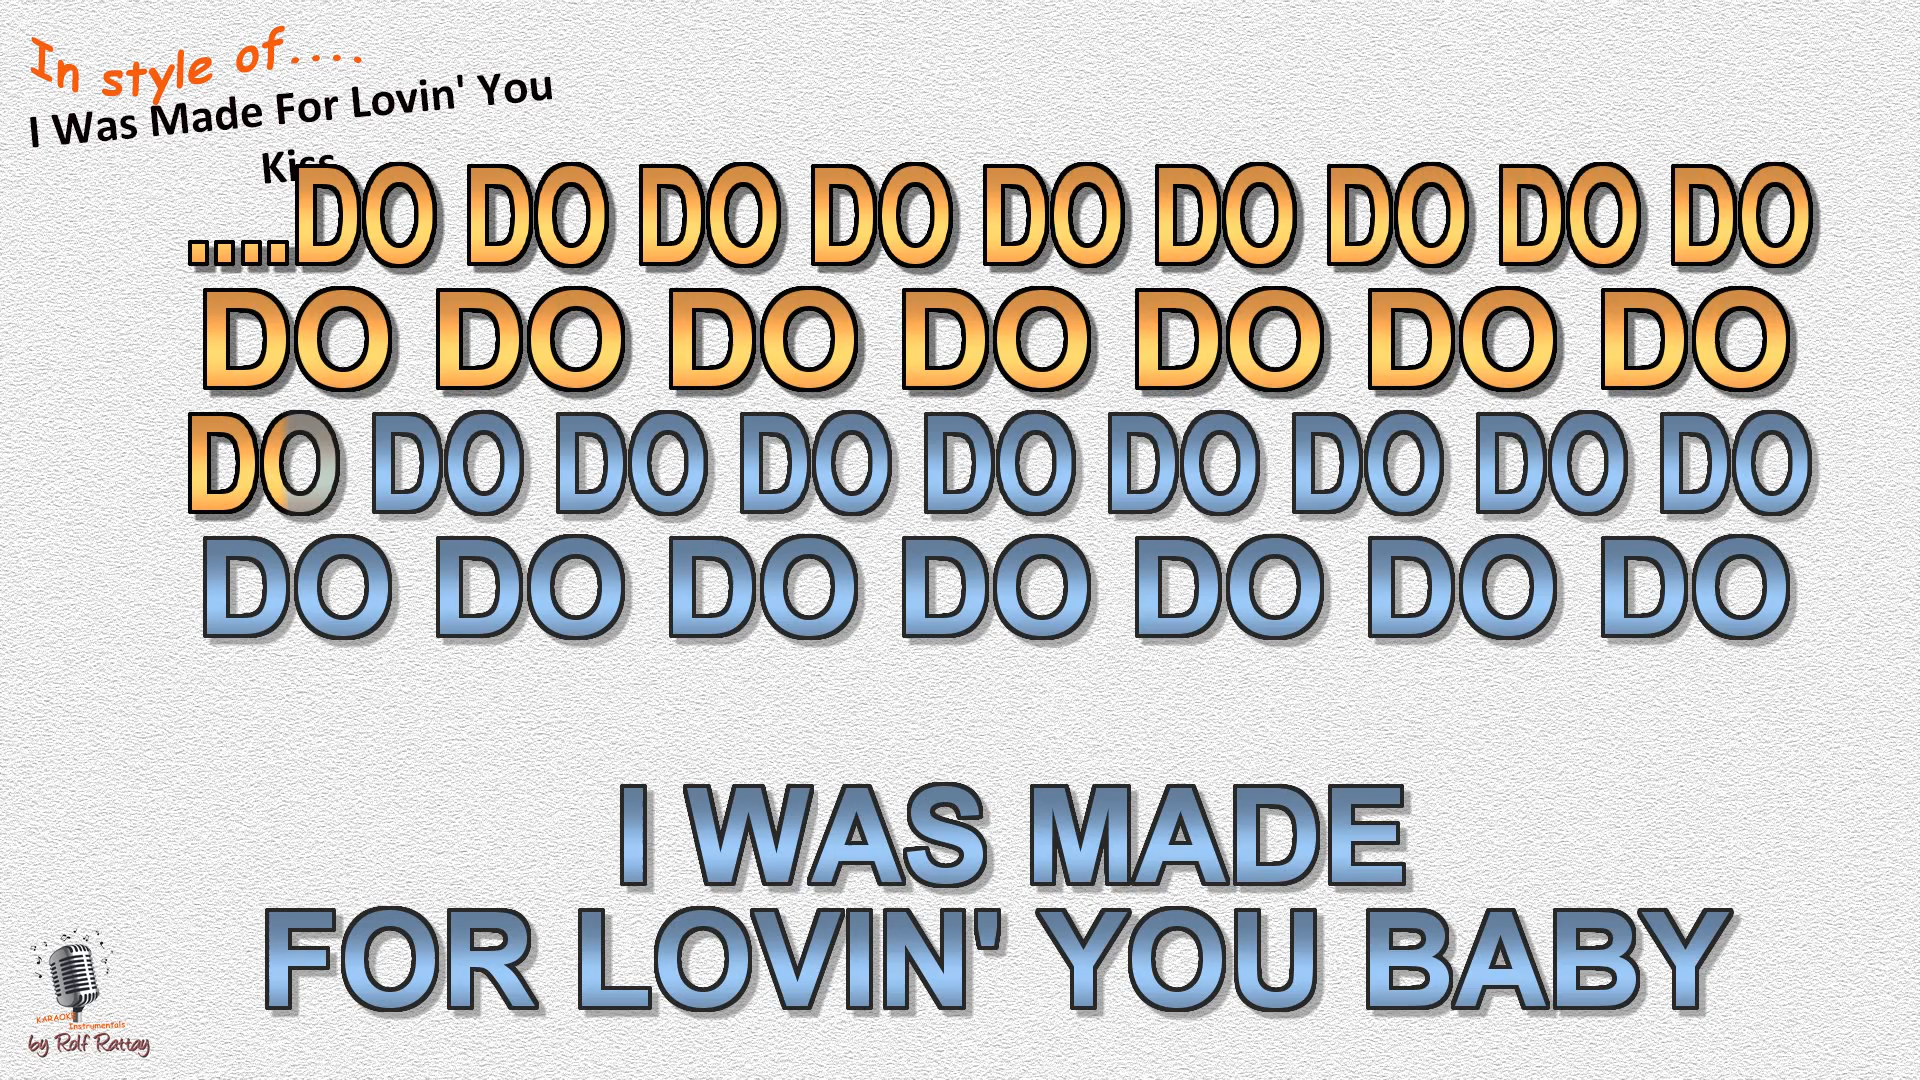 In style of....
I Was Made For Lovin' You
Kiss
....DO DO DO DO DO DO DO DO DO
DO DO DO DO DO DO DO
DO DO DO DO DO DO DO DO DO
DO DO DO DO DO DO DO
I WAS MADE
FOR LOVIN' YOU BABY
KARAOKE
Instrumentals
by Rolf Rattay